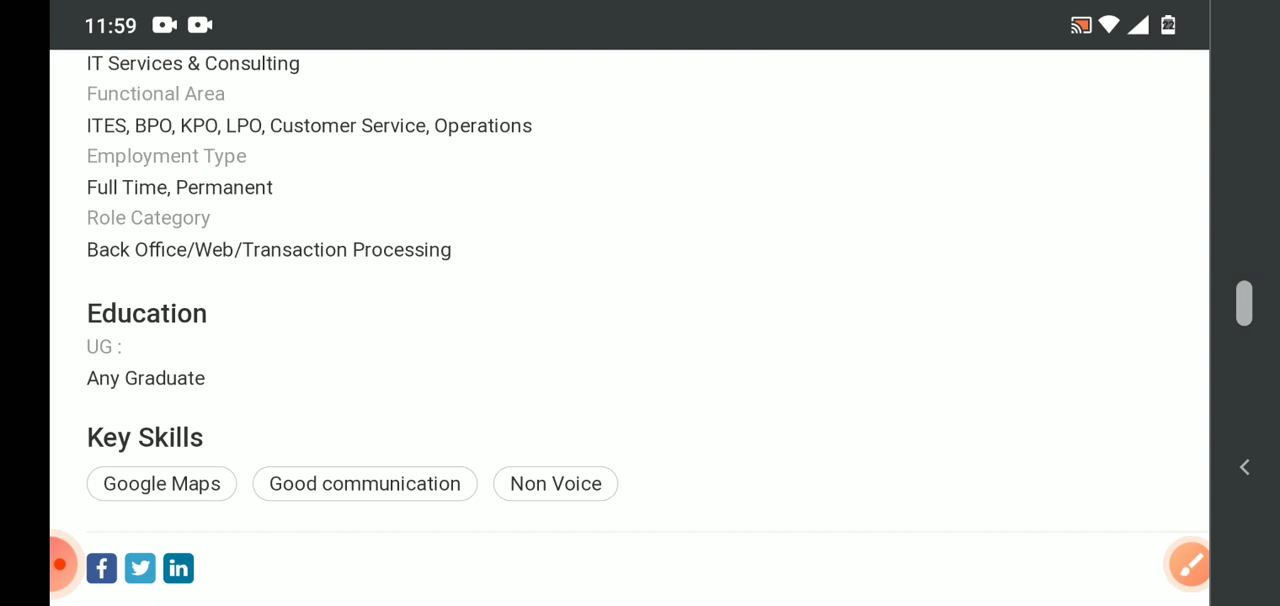 11:59
22
IT Services & Consulting
Functional Area
ITES, BPO, KPO, LPO, Customer Service, Operations
Employment Type
Full Time, Permanent
Role Category
Back Office/Web/Transaction Processing
Education
UG :
Any Graduate
Key Skills
Google Maps Good communication Non Voice
f in